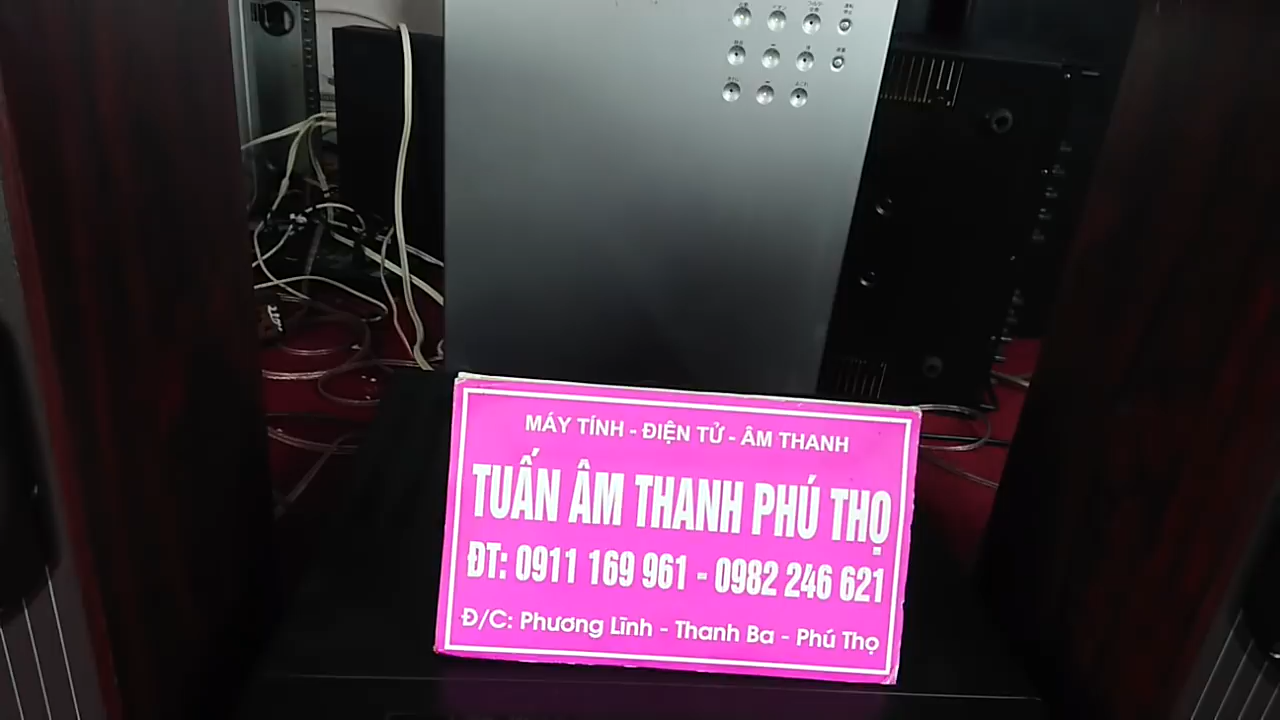 MÁY TÍNH - ĐIỆN TỬ - ÂM THANH
TUẤN ÂM THANH PHÚ THỌ
ĐT: 0911 169 961 - 0982 246 621
Đ/C: Phương Lĩnh - Thanh Ba - Phú Thọ